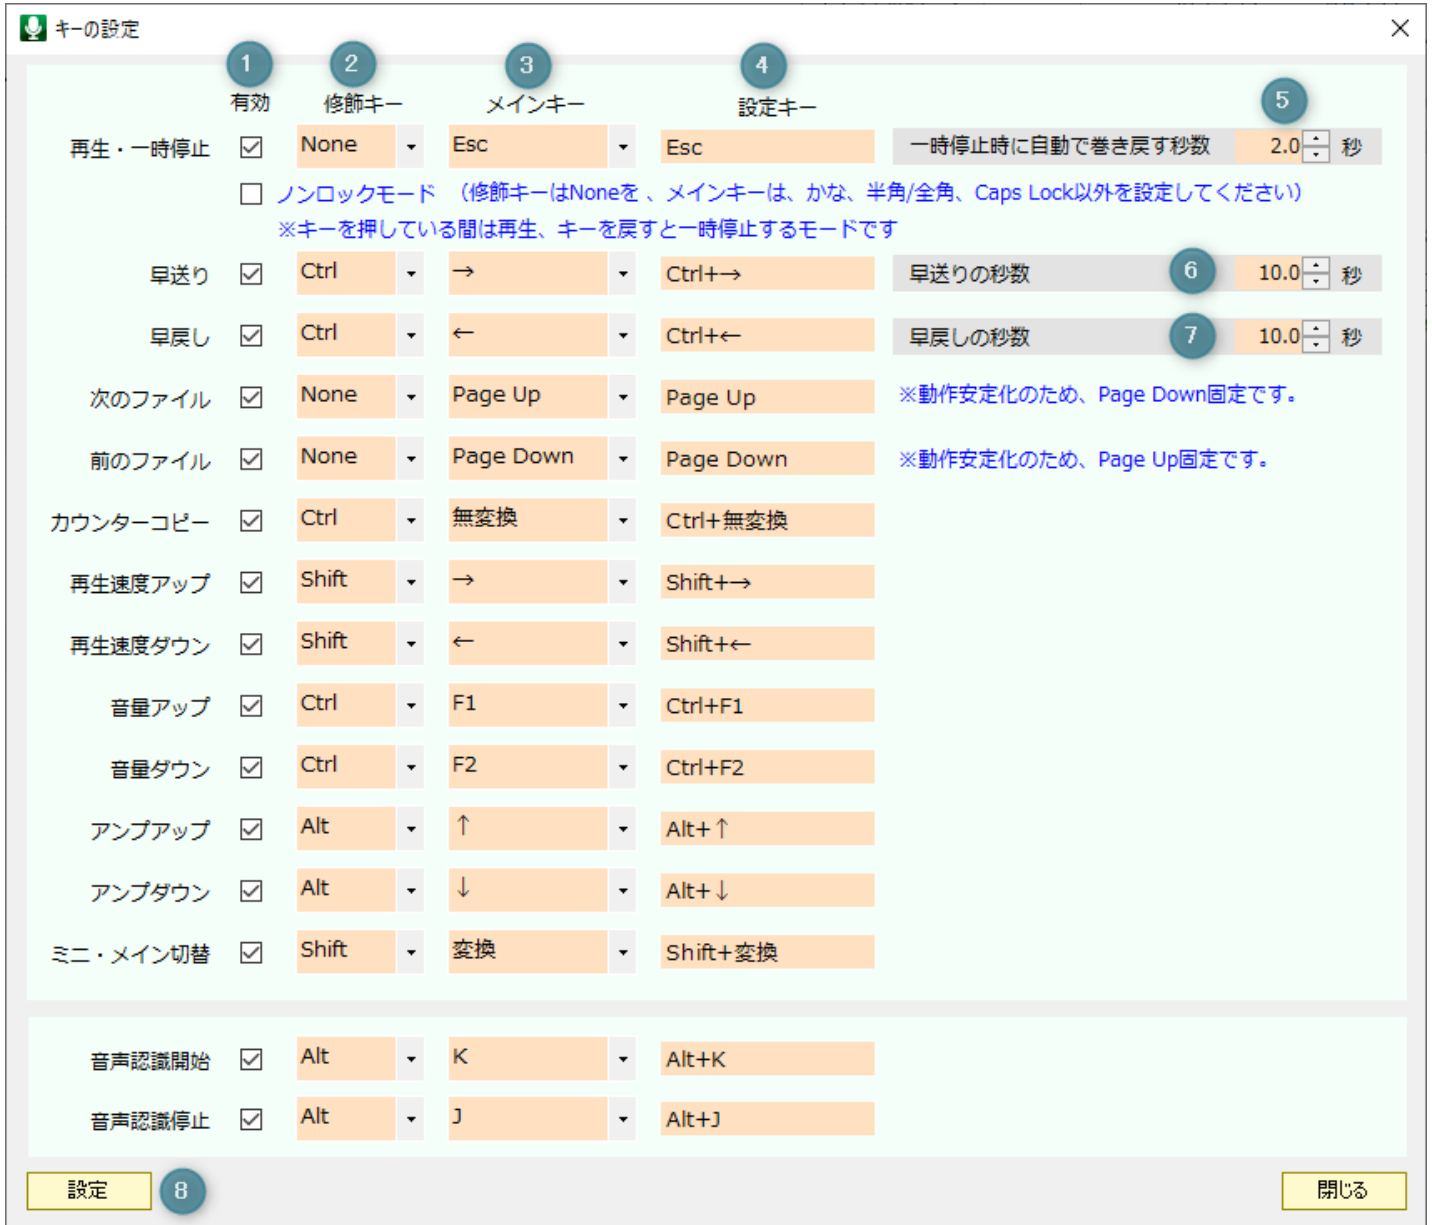 キーの設定
1 2 3 4 5
有効 修飾キー メインキー 設定キー
再生・一時停止 None Esc Esc 一時停止時に自動で巻き戻す秒数 2.0 秒
ノンロックモード （修飾キーはNoneを 、メインキーは、かな、半角/全角、Caps Lock以外を設定してください）
※キーを押している間は再生、キーを戻すと一時停止するモードです
早送り Ctrl → Ctrl+→ 早送りの秒数 6 10.0 秒
早戻し Ctrl ← Ctrl+← 早戻しの秒数 7 10.0 秒
次のファイル None Page Up Page Up ※動作安定化のため、Page Down固定です。
前のファイル None Page Down Page Down ※動作安定化のため、Page Up固定です。
カウンターコピー Ctrl 無変換 Ctrl+無変換
再生速度アップ Shift → Shift+→
再生速度ダウン Shift ← Shift+←
音量アップ Ctrl F1 Ctrl+F1
音量ダウン Ctrl F2 Ctrl+F2
アンプアップ Alt ↑ Alt+↑
アンプダウン Alt ↓ Alt+↓
ミニ・メイン切替 Shift 変換 Shift+変換
音声認識開始 Alt K Alt+K
音声認識停止 Alt J Alt+J
設定 8 閉じる